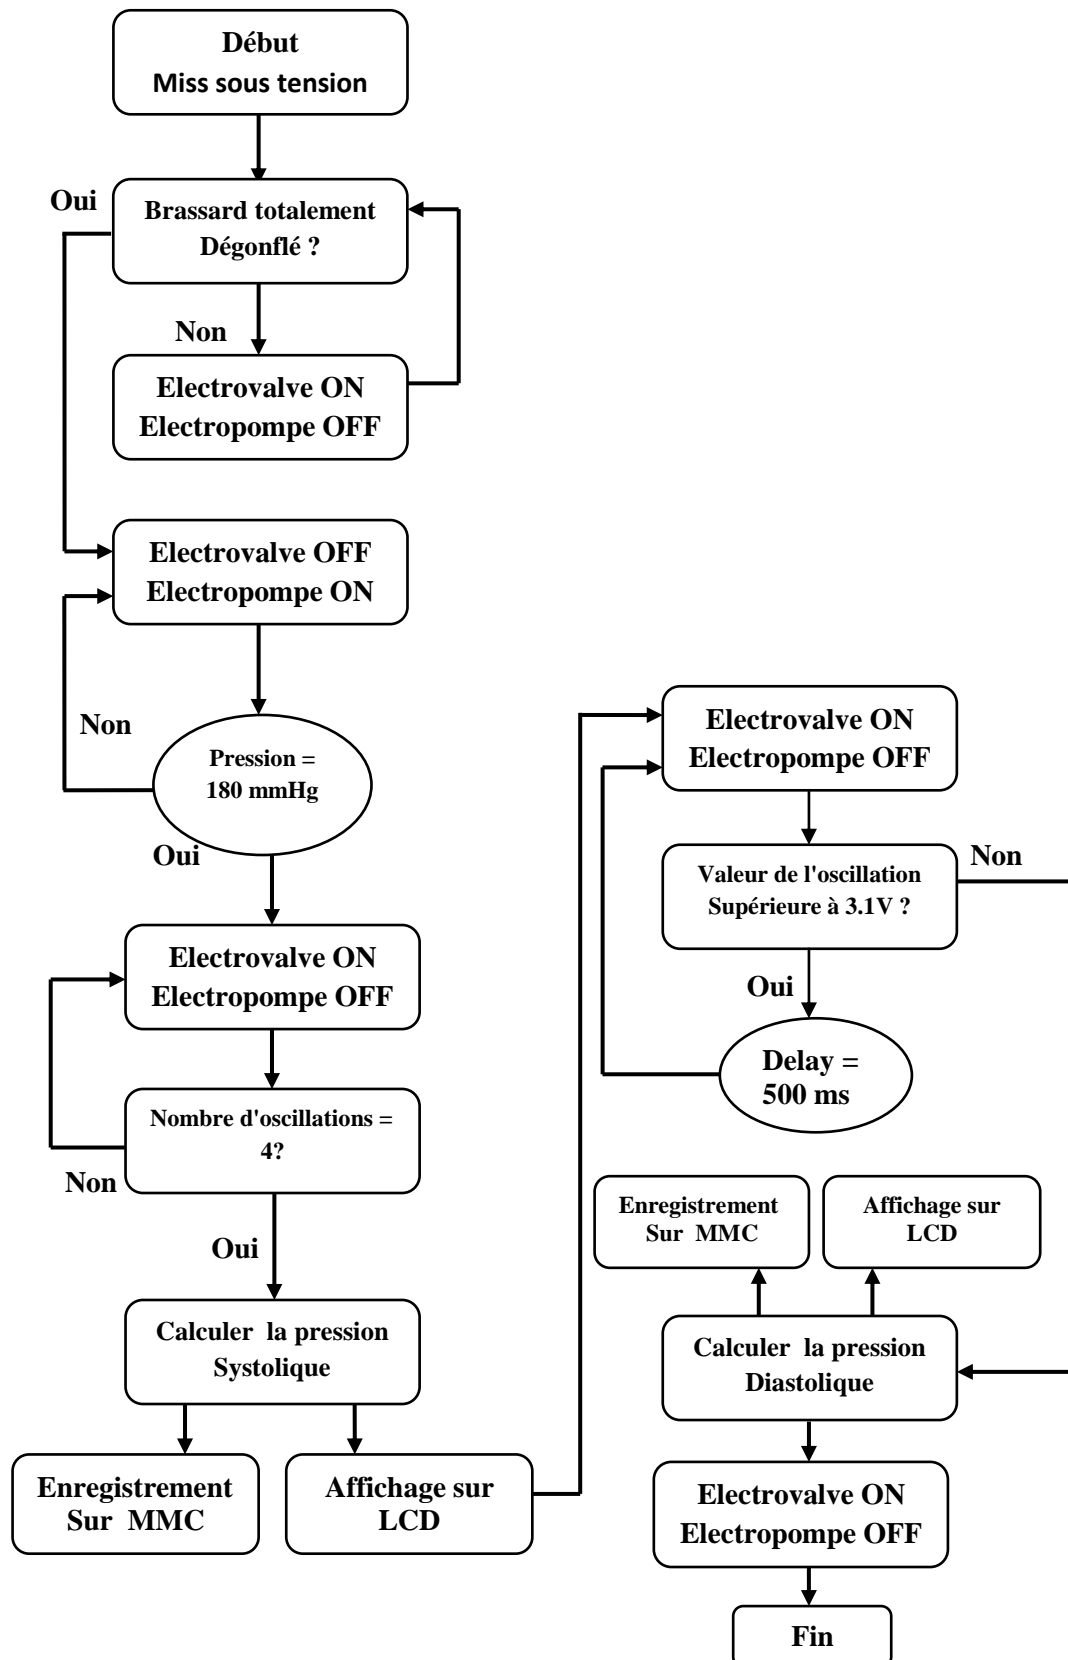 Début
Miss sous tension
Oui
Brassard totalement
Dégonflé ?
Non
Electrovalve ON
Electropompe OFF
Electrovalve OFF
Electropompe ON
Non
Pression =
180 mmHg
Oui
Electrovalve ON
Electropompe OFF
Nombre d'oscillations =
4?
Non
Oui
Calculer la pression
Systolique
Enregistrement
Sur MMC
Affichage sur
LCD
Electrovalve ON
Electropompe OFF
Valeur de l'oscillation
Supérieure à 3.1V ?
Non
Oui
Delay =
500 ms
Enregistrement
Sur MMC
Affichage sur
LCD
Calculer la pression
Diastolique
Electrovalve ON
Electropompe OFF
Fin